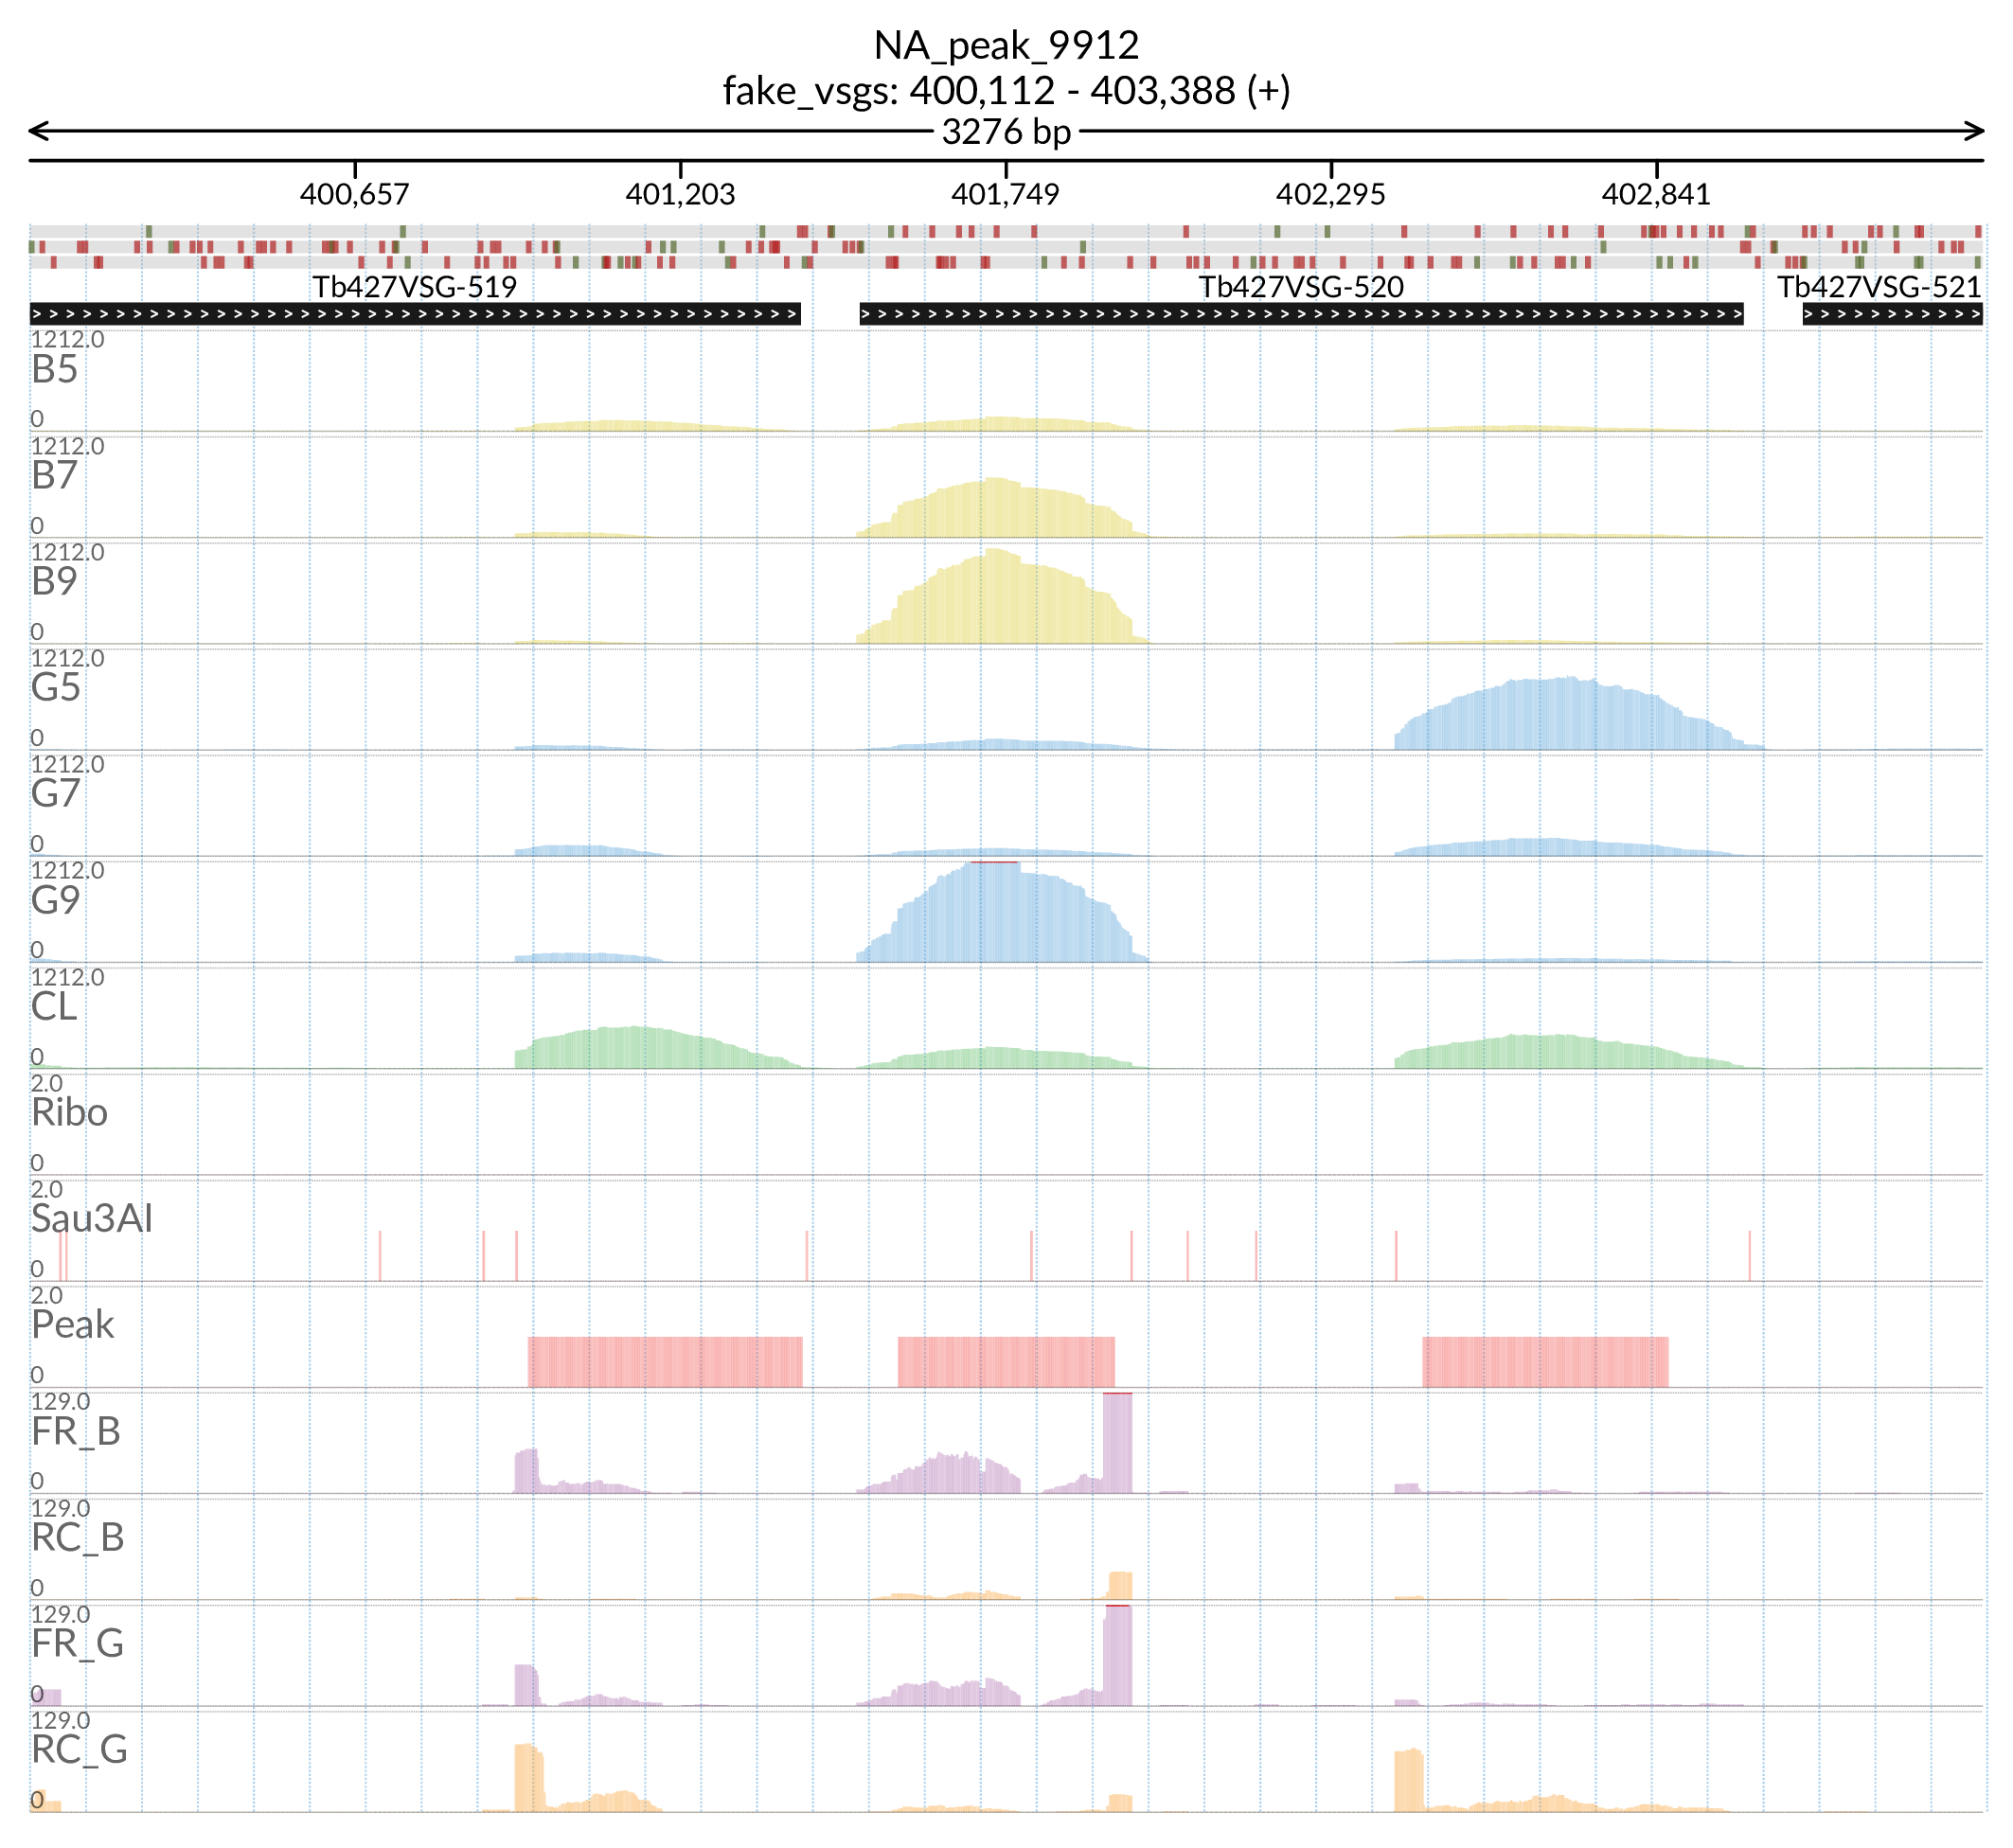 NA_peak_9912
fake_vsgs: 400,112 - 403,388 (+)
3276 bp
400,657 401,203 401,749 402,295 402,841
Tb427VSG-519 Tb427VSG-520 Tb427VSG-521
1212.0
B5
0
1212.0
B7
0
1212.0
B9
0
1212.0
G5
0
1212.0
G7
0
1212.0
G9
0
1212.0
CL
0
2.0
Ribo
0
2.0
Sau3AI
0
2.0
Peak
0
129.0
FR_B
0
129.0
RC_B
0
129.0
FR_G
0
129.0
RC_G
0